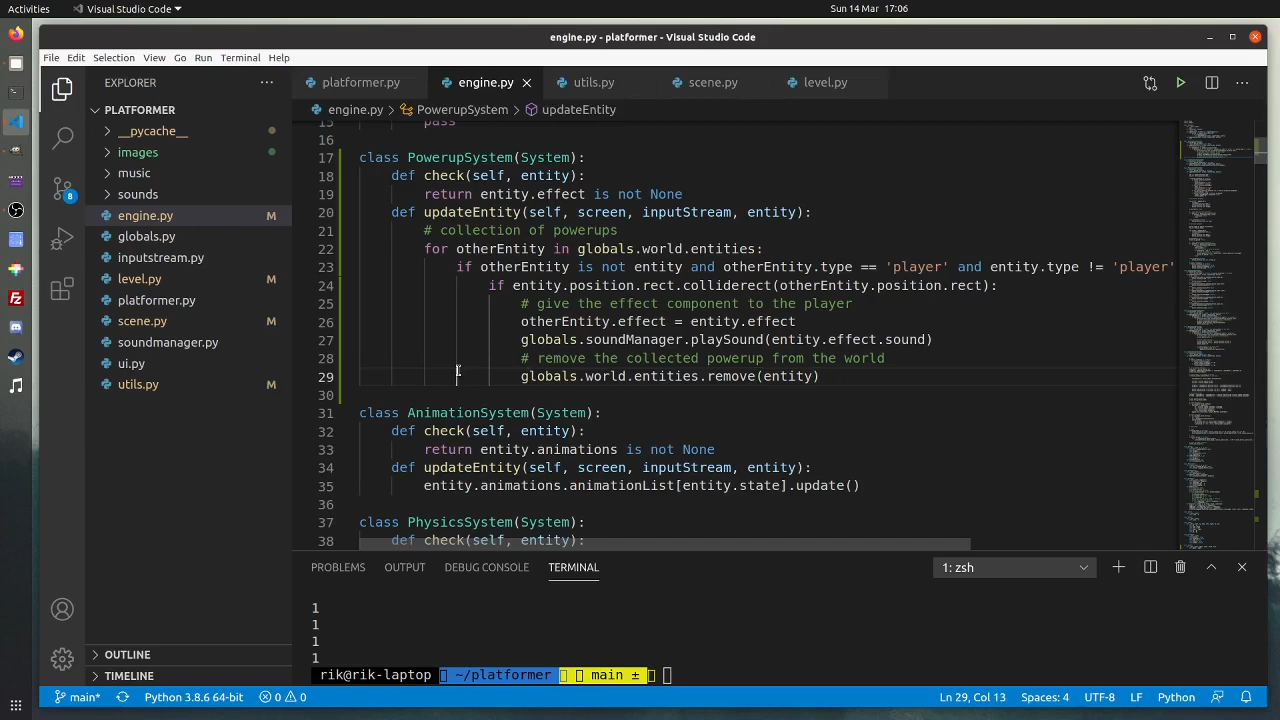 Activities
Visual Studio Code
Sun 14 Mar 17:06
engine.py - platformer - Visual Studio Code
File Edit Selection View Go Run Terminal Help
EXPLORER
platformer.py engine.py utils.py scene.py level.py
PLATFORMER
engine.py PowerupSystem updateEntity
__pycache__
images
music
sounds
engine.py M
globals.py
inputstream.py
level.py M
platformer.py
scene.py M
soundmanager.py
ui.py
utils.py M
8
OUTLINE
TIMELINE
15 pass
16
17 class PowerupSystem(System):
18 def check(self, entity):
19 return entity.effect is not None
20 def updateEntity(self, screen, inputStream, entity):
21 # collection of powerups
22 for otherEntity in globals.world.entities:
23 if otherEntity is not entity and otherEntity.type == 'player' and entity.type != 'player'
24 if entity.position.rect.colliderect(otherEntity.position.rect):
25 # give the effect component to the player
26 otherEntity.effect = entity.effect
27 globals.soundManager.playSound(entity.effect.sound)
28 # remove the collected powerup from the world
29 globals.world.entities.remove(entity)
30
31 class AnimationSystem(System):
32 def check(self, entity):
33 return entity.animations is not None
34 def updateEntity(self, screen, inputStream, entity):
35 entity.animations.animationList[entity.state].update()
36
37 class PhysicsSystem(System):
38 def check(self, entity):
PROBLEMS OUTPUT DEBUG CONSOLE TERMINAL 1: zsh
1
1
1
1
rik@rik-laptop ~/platformer main ±
main* Python 3.8.6 64-bit 0 0 Ln 29, Col 13 Spaces: 4 UTF-8 LF Python